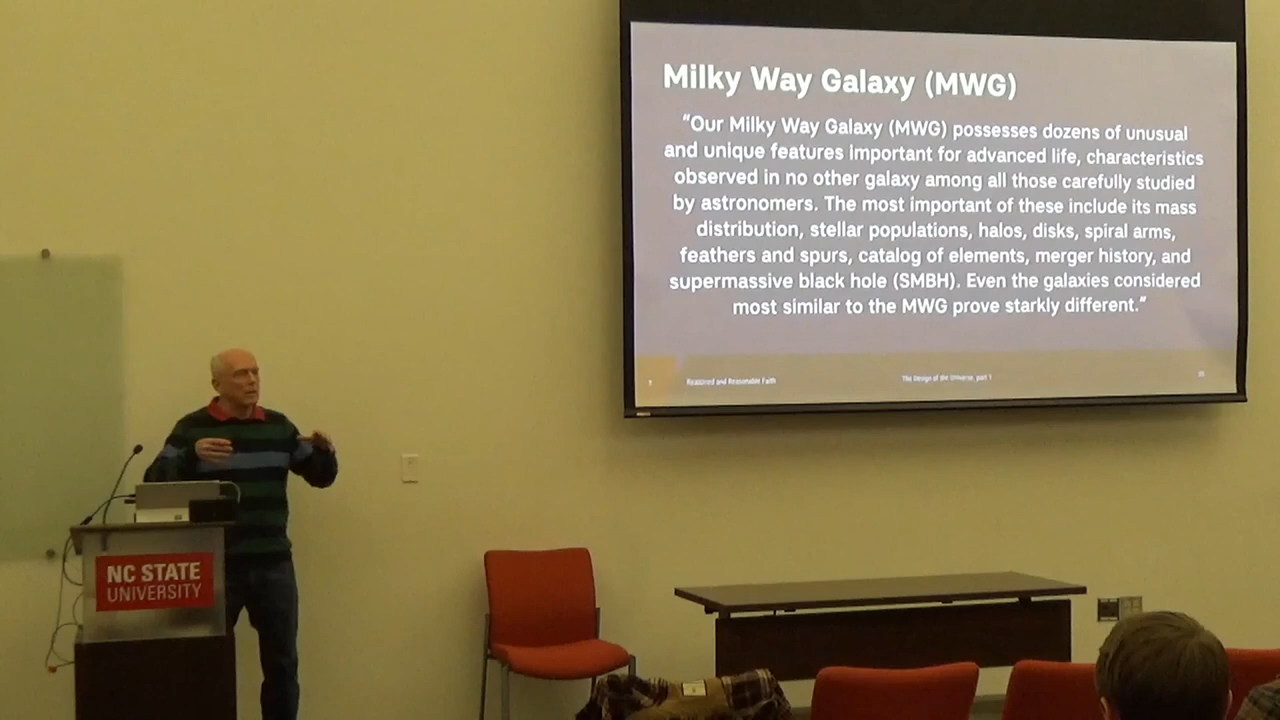 Milky Way Galaxy (MWG)
“Our Milky Way Galaxy (MWG) possesses dozens of unusual
and unique features important for advanced life, characteristics
observed in no other galaxy among all those carefully studied
by astronomers. The most important of these include its mass
distribution, stellar populations, halos, disks, spiral arms,
feathers and spurs, catalog of elements, merger history, and
supermassive black hole (SMBH). Even the galaxies considered
most similar to the MWG prove starkly different.”
Reasoned and Reasonable Faith
The Design of the Universe, part 1
NC STATE
UNIVERSITY